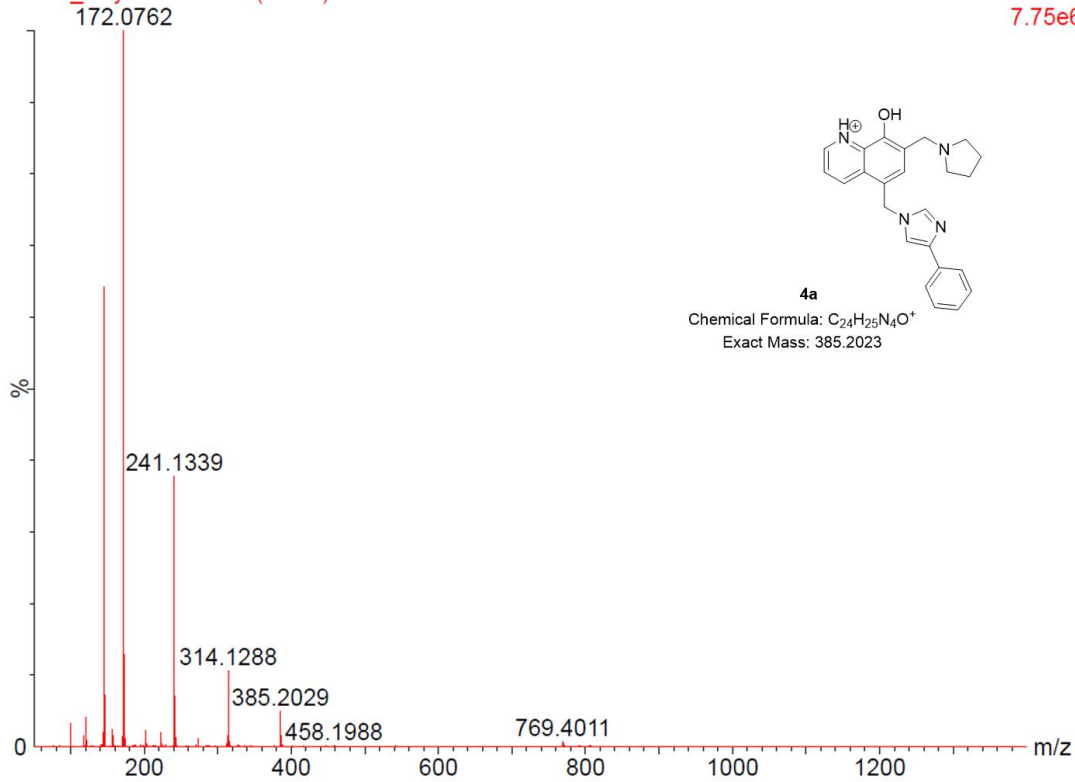 172.0762
7.75e6
OH
H⊕
N
N
N
N
241.1339
4a
Chemical Formula: C₂₄H₂₅N₄O⁺
Exact Mass: 385.2023
%
314.1288
385.2029
458.1988
769.4011
0
200 400 600 800 1000 1200 m/z